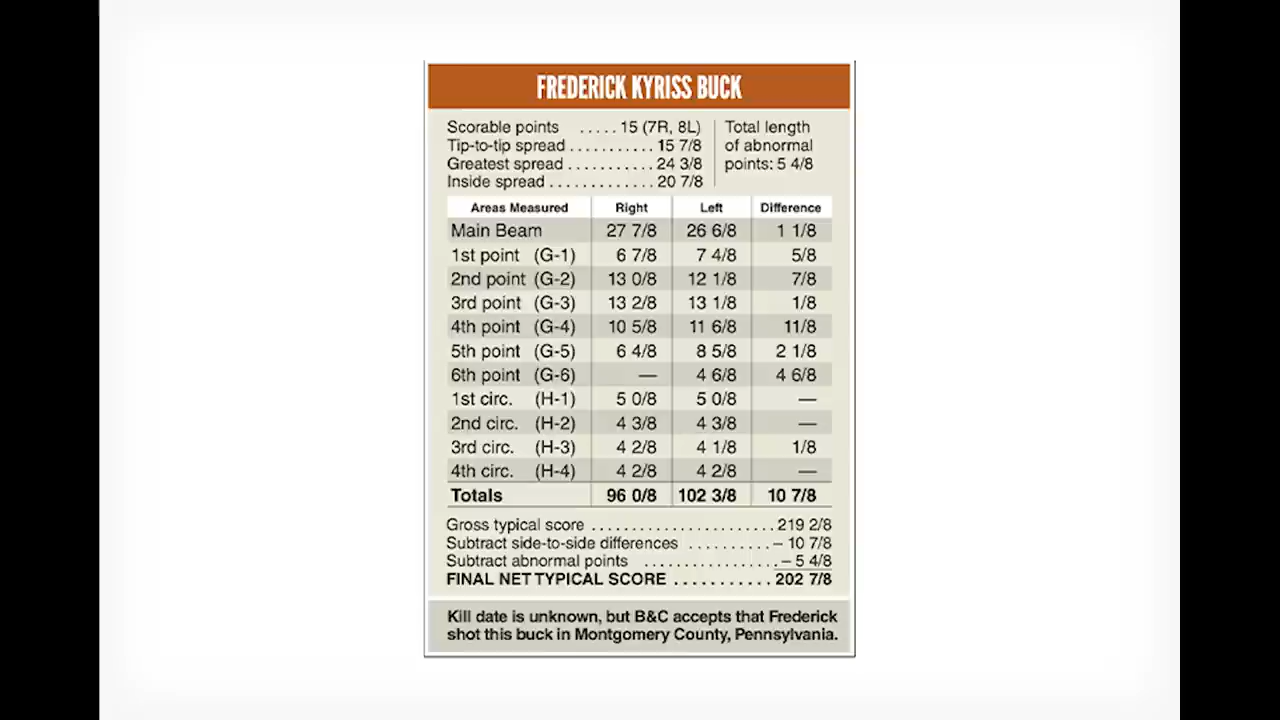 FREDERICK KYRISS BUCK
Scorable points ..... 15 (7R, 8L)
Tip-to-tip spread ........... 15 7/8
Greatest spread ........... 24 3/8
Inside spread ............. 20 7/8
Total length
of abnormal
points: 5 4/8
Areas Measured Right Left Difference
Main Beam 27 7/8 26 6/8 1 1/8
1st point (G-1) 6 7/8 7 4/8 5/8
2nd point (G-2) 13 0/8 12 1/8 7/8
3rd point (G-3) 13 2/8 13 1/8 1/8
4th point (G-4) 10 5/8 11 6/8 11/8
5th point (G-5) 6 4/8 8 5/8 2 1/8
6th point (G-6) — 4 6/8 4 6/8
1st circ. (H-1) 5 0/8 5 0/8 —
2nd circ. (H-2) 4 3/8 4 3/8 —
3rd circ. (H-3) 4 2/8 4 1/8 1/8
4th circ. (H-4) 4 2/8 4 2/8 —
Totals 96 0/8 102 3/8 10 7/8
Gross typical score ....................... 219 2/8
Subtract side-to-side differences .......... – 10 7/8
Subtract abnormal points ................. – 5 4/8
FINAL NET TYPICAL SCORE ........... 202 7/8
Kill date is unknown, but B&C accepts that Frederick
shot this buck in Montgomery County, Pennsylvania.